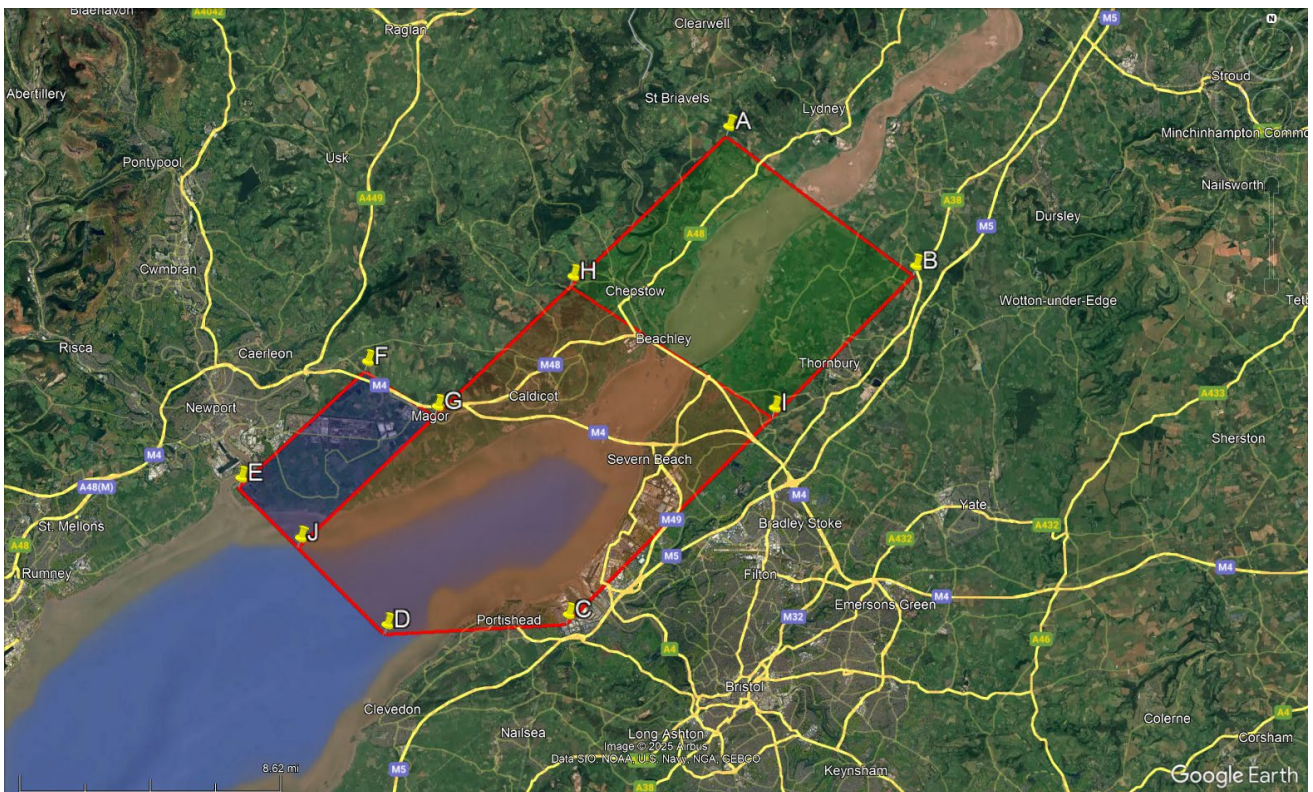 Blaenavon
A4042
Raglan
Clearwell
M5
N
Abertillery
St Briavels
Lydney
Stroud
A
Minchinhampton Comm
Pontypool
Usk
A449
A38
Nailsworth
A48
M5
Dursley
Cwmbran
H
B
Chepstow
Wotton-under-Edge
Tet
Risca
Caerleon
F
Beachley
M48
Thornbury
M4
Newport
G
Magor
Caldicot
I
A433
M4
Severn Beach
Sherston
M4
E
A48(M)
M4
St. Mellons
J
M49
Bradley Stoke
Yate
A432
A48
Rumney
M5
Filton
A432
M4
M4
Emersons Green
D
Portishead
C
M32
A46
A4
Bristol
Clevedon
A4
Nailsea
Long Ashton
Colerne
Corsham
Image © 2025 Airbus
Data SIO, NOAA, U.S. Navy, NGA, GEBCO
8.62 mi
M5
Keynsham
A38
Google Earth